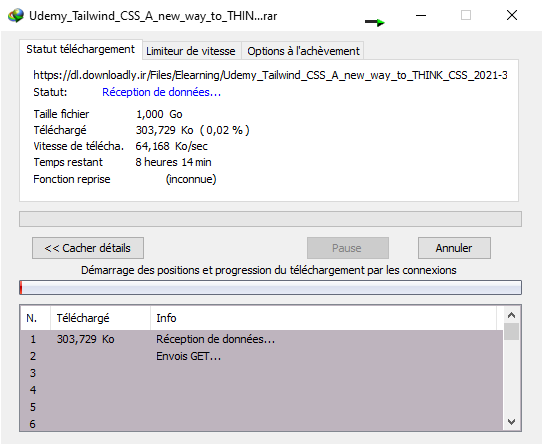 Udemy_Tailwind_CSS_A_new_way_to_THIN...rar
Statut téléchargement Limiteur de vitesse Options à l'achèvement
https://dl.downloadly.ir/Files/Elearning/Udemy_Tailwind_CSS_A_new_way_to_THINK_CSS_2021-3
Statut: Réception de données...
Taille fichier 1,000 Go
Téléchargé 303,729 Ko ( 0,02 % )
Vitesse de télécha. 64,168 Ko/sec
Temps restant 8 heures 14 min
Fonction reprise (inconnue)
<< Cacher détails Pause Annuler
Démarrage des positions et progression du téléchargement par les connexions
N. Téléchargé Info
1 303,729 Ko Réception de données...
2 Envois GET...
3
4
5
6